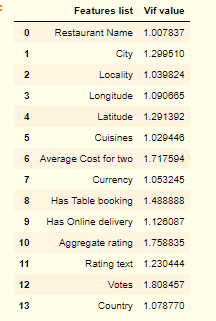 Features list Vif value
0 Restaurant Name 1.007837
1 City 1.299510
2 Locality 1.039824
3 Longitude 1.090665
4 Latitude 1.291392
5 Cuisines 1.029446
6 Average Cost for two 1.717594
7 Currency 1.053245
8 Has Table booking 1.488888
9 Has Online delivery 1.126087
10 Aggregate rating 1.758835
11 Rating text 1.230444
12 Votes 1.808457
13 Country 1.078770